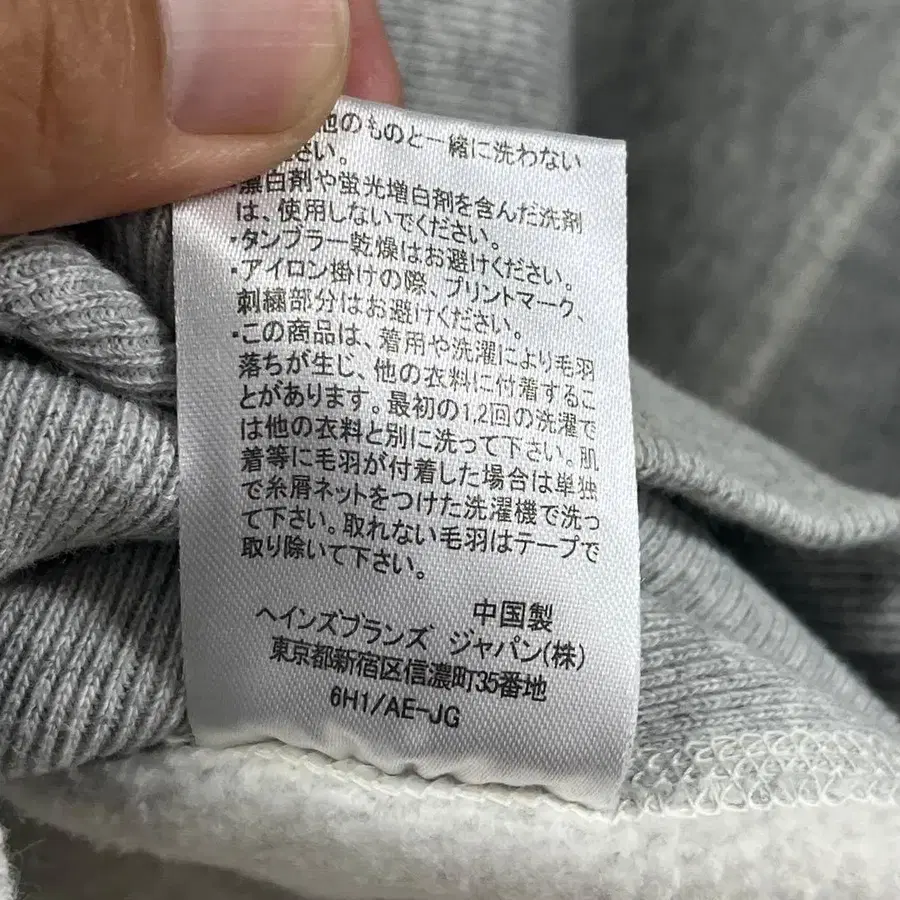 他のものと一緒に洗わない
さい。
漂白剤や蛍光増白剤を含んだ洗剤
は、使用しないでください。
・タンブラー乾燥はお避けください。
・アイロン掛けの際、プリントマーク、
刺繍部分はお避けください。
・この商品は、着用や洗濯により毛羽
落ちが生じ、他の衣料に付着するこ
とがあります。最初の1,2回の洗濯で
は他の衣料と別に洗って下さい。肌
着等に毛羽が付着した場合は単独
で糸屑ネットをつけた洗濯機で洗っ
て下さい。取れない毛羽はテープで
取り除いて下さい。
中国製
ヘインズブランズ ジャパン(株)
東京都新宿区信濃町35番地
6H1/AE-JG